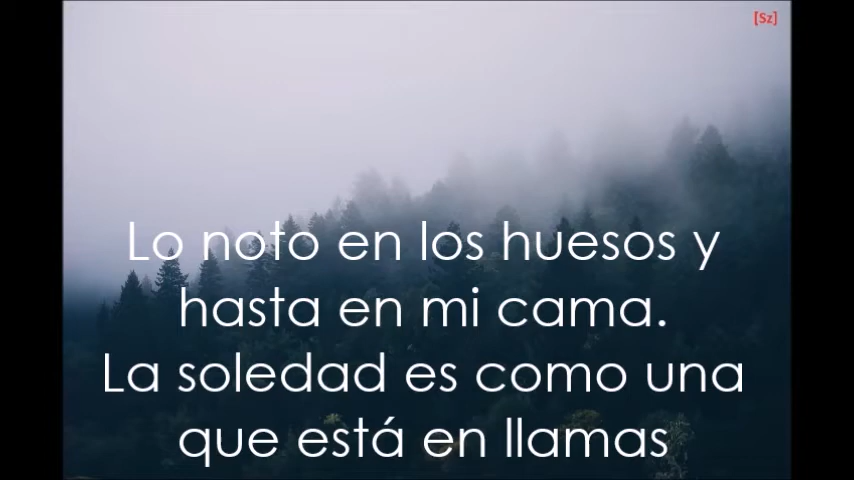 [Sz]
Lo noto en los huesos y
hasta en mi cama.
La soledad es como una
que está en llamas